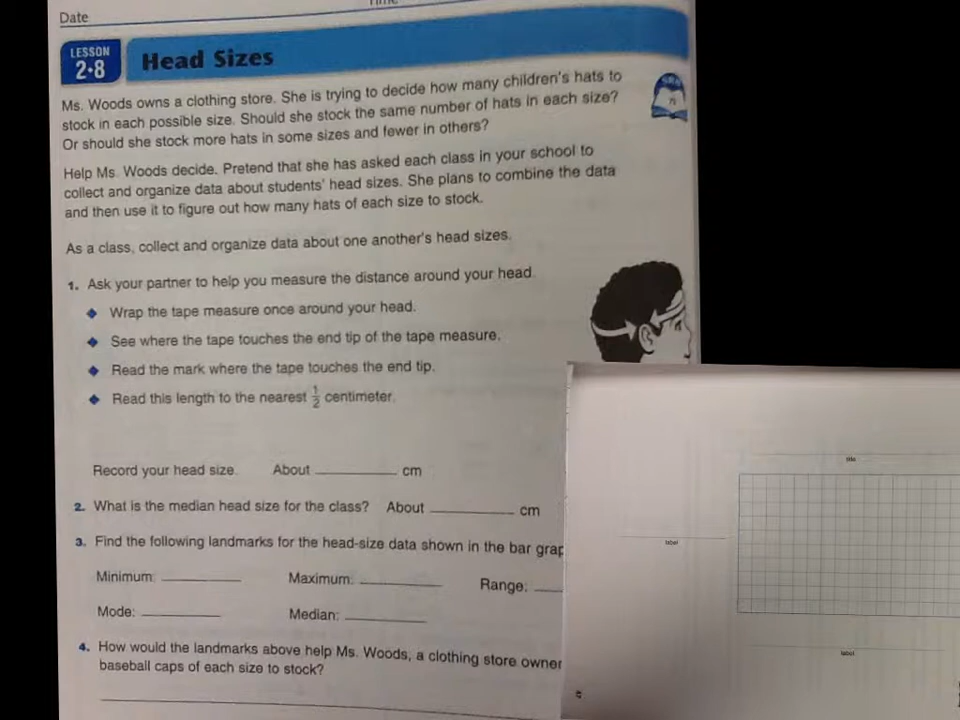 Date
Time
LESSON
2•8
Head Sizes
Ms. Woods owns a clothing store. She is trying to decide how many children's hats to
stock in each possible size. Should she stock the same number of hats in each size?
Or should she stock more hats in some sizes and fewer in others?
Help Ms. Woods decide. Pretend that she has asked each class in your school to
collect and organize data about students' head sizes. She plans to combine the data
and then use it to figure out how many hats of each size to stock.
As a class, collect and organize data about one another's head sizes.
1. Ask your partner to help you measure the distance around your head.
◆ Wrap the tape measure once around your head.
◆ See where the tape touches the end tip of the tape measure.
◆ Read the mark where the tape touches the end tip.
◆ Read this length to the nearest 1/2 centimeter.
Record your head size. About ________ cm
2. What is the median head size for the class? About ________ cm
3. Find the following landmarks for the head-size data shown in the bar
Minimum: ________ Maximum: ________ Range: ____
Mode: ________ Median: ________
4. How would the landmarks above help Ms. Woods, a clothing store owner
baseball caps of each size to stock?
title
label
label